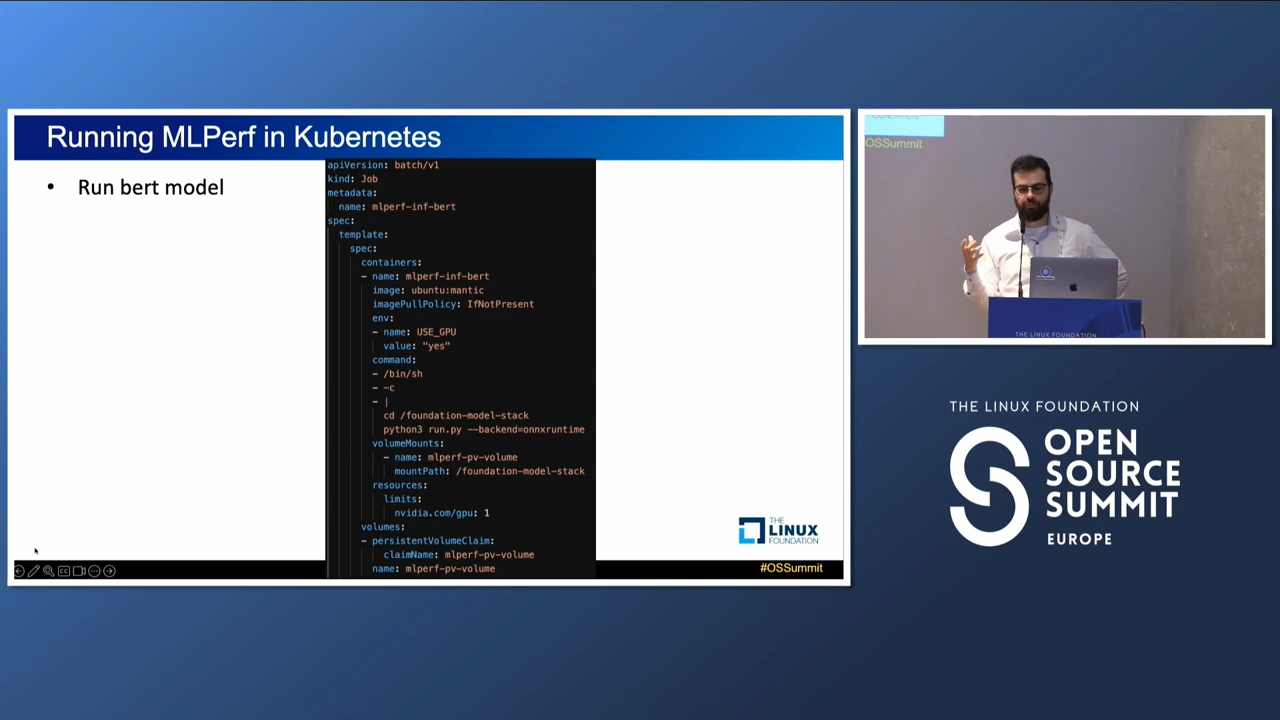 Running MLPerf in Kubernetes
• Run bert model
apiVersion: batch/v1
kind: Job
metadata:
name: mlperf-inf-bert
spec:
template:
spec:
containers:
- name: mlperf-inf-bert
image: ubuntu:mantic
imagePullPolicy: IfNotPresent
env:
- name: USE_GPU
value: "yes"
command:
- /bin/sh
- -c
- |
cd /foundation-model-stack
python3 run.py --backend=onnxruntime
volumeMounts:
- name: mlperf-pv-volume
mountPath: /foundation-model-stack
resources:
limits:
nvidia.com/gpu: 1
volumes:
- persistentVolumeClaim:
claimName: mlperf-pv-volume
name: mlperf-pv-volume
THE
LINUX
FOUNDATION
#OSSummit
OSSummit
THE LINUX FOUNDATION
THE LINUX FOUNDATION
OPEN
SOURCE
SUMMIT
EUROPE